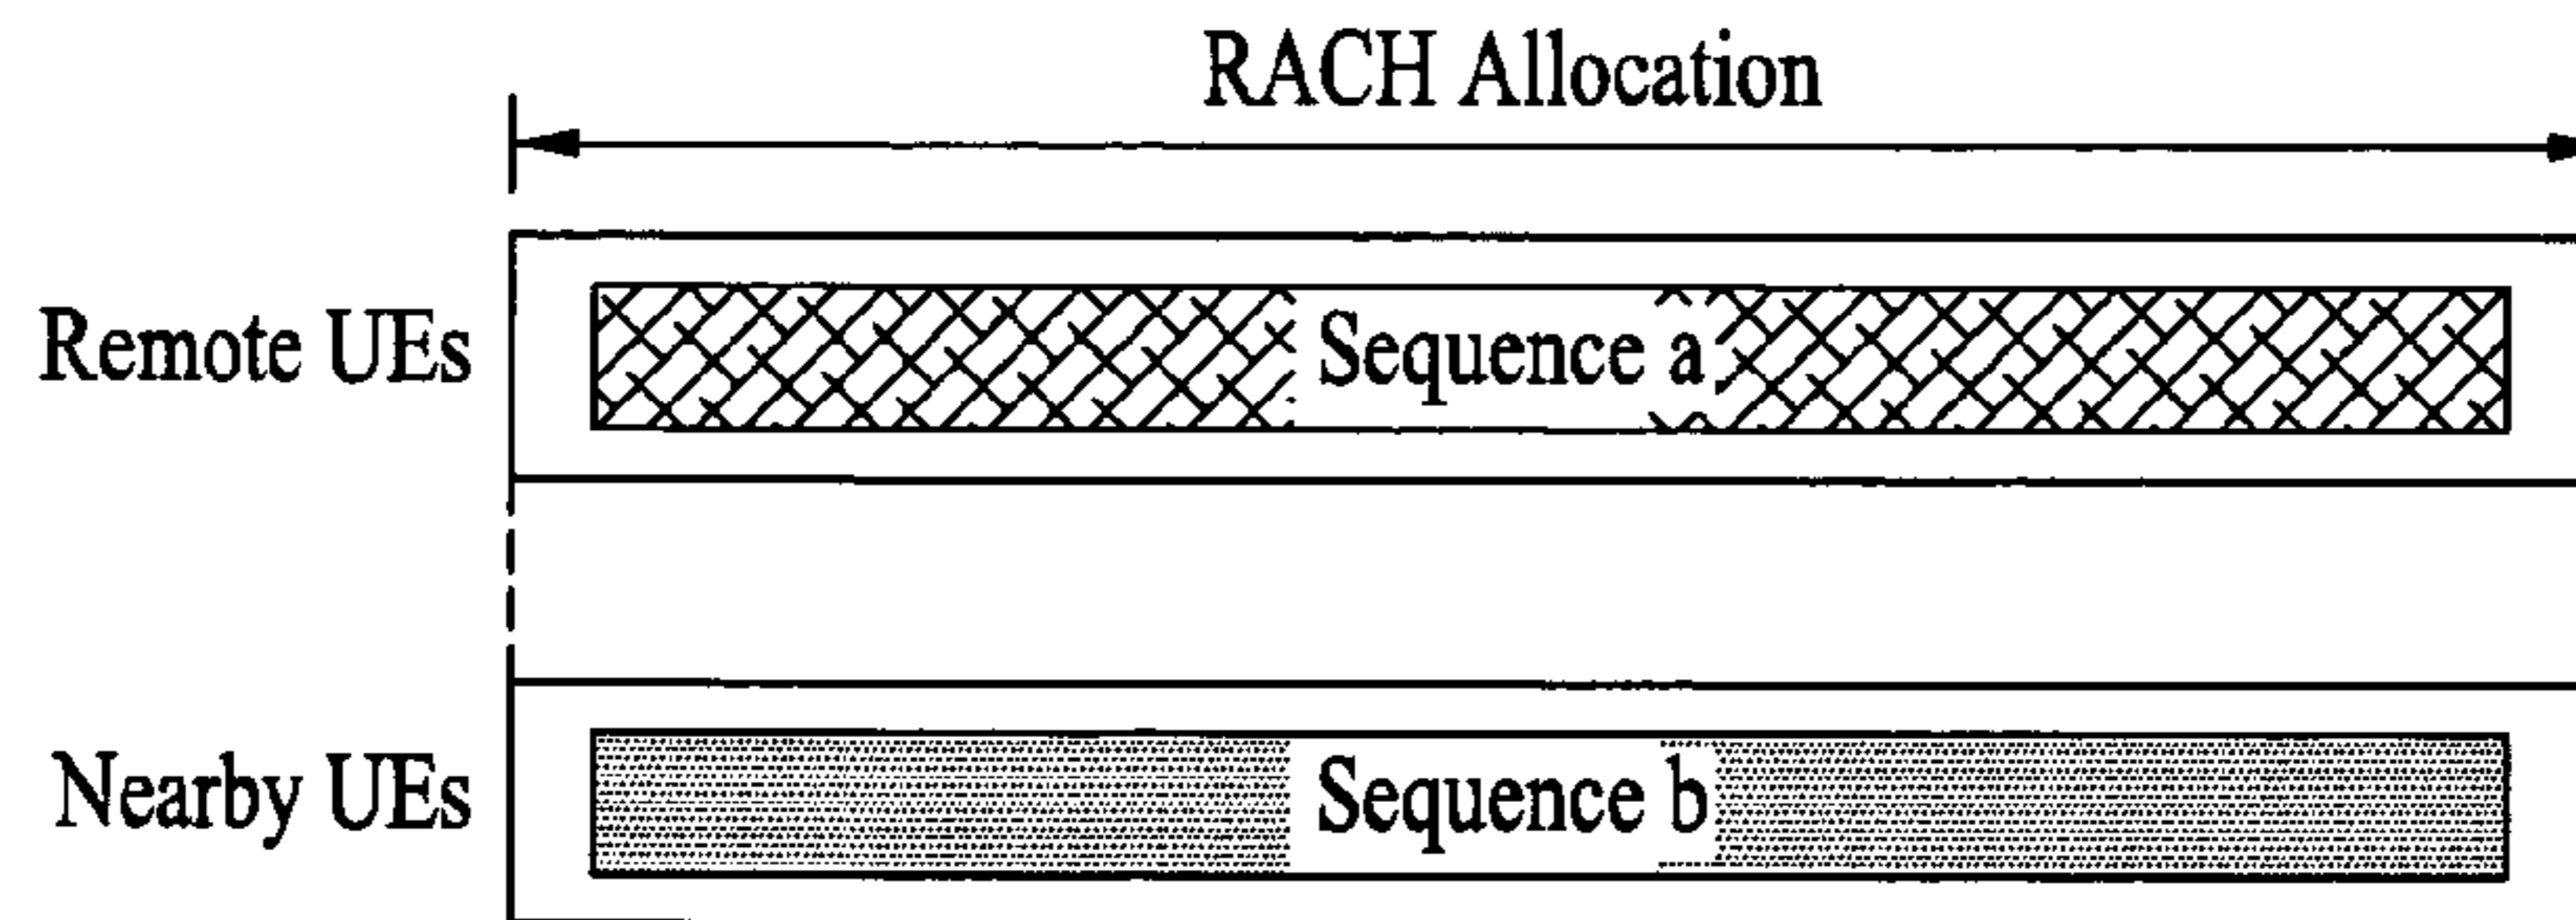 RACH Allocation
Remote UEs
Sequence a
Nearby UEs
Sequence b